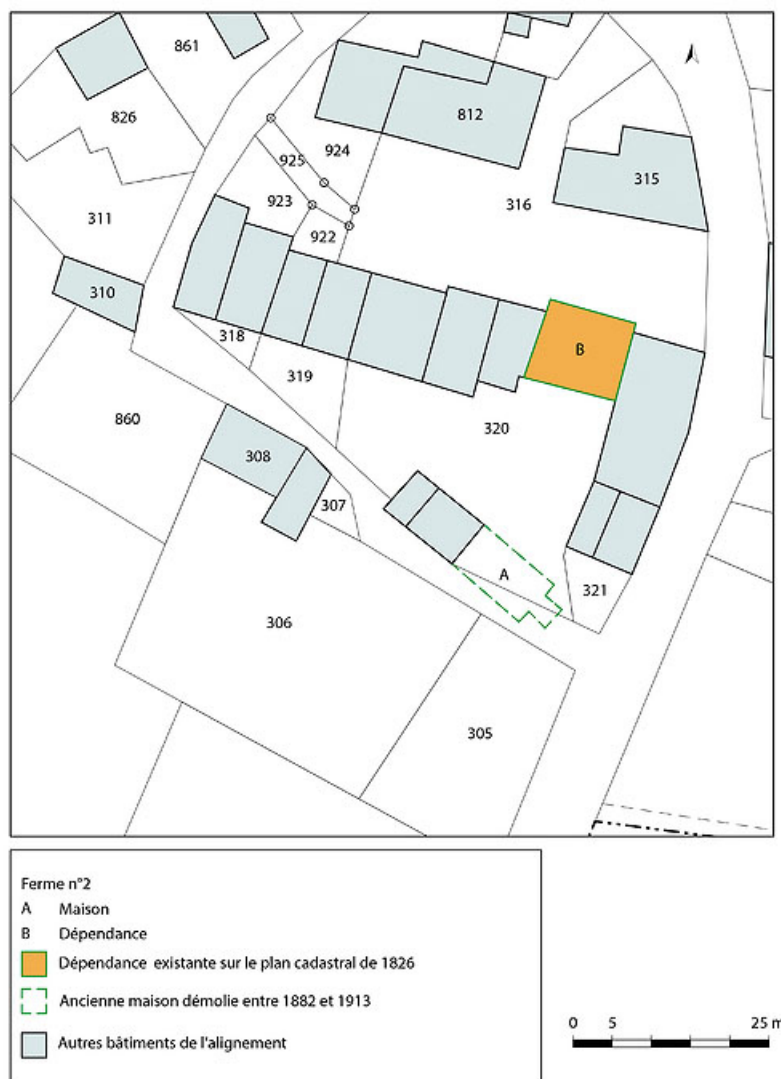 861
826
812
924
925
315
316
923
311
922
310
B
318
319
860
320
308
307
A
321
306
305
Ferme n°2
A Maison
B Dépendance
Dépendance existante sur le plan cadastral de 1826
Ancienne maison démolie entre 1882 et 1913
Autres bâtiments de l'alignement
0 5 25 m